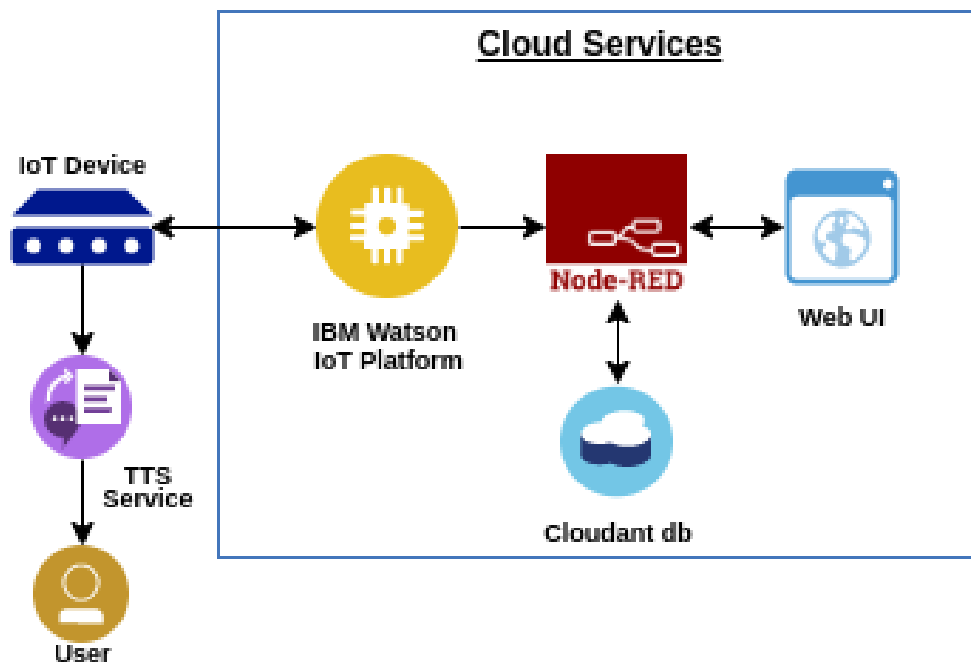 Cloud Services
IoT Device
Node-RED
IBM Watson
IoT Platform
Web UI
TTS
Service
Cloudant db
User